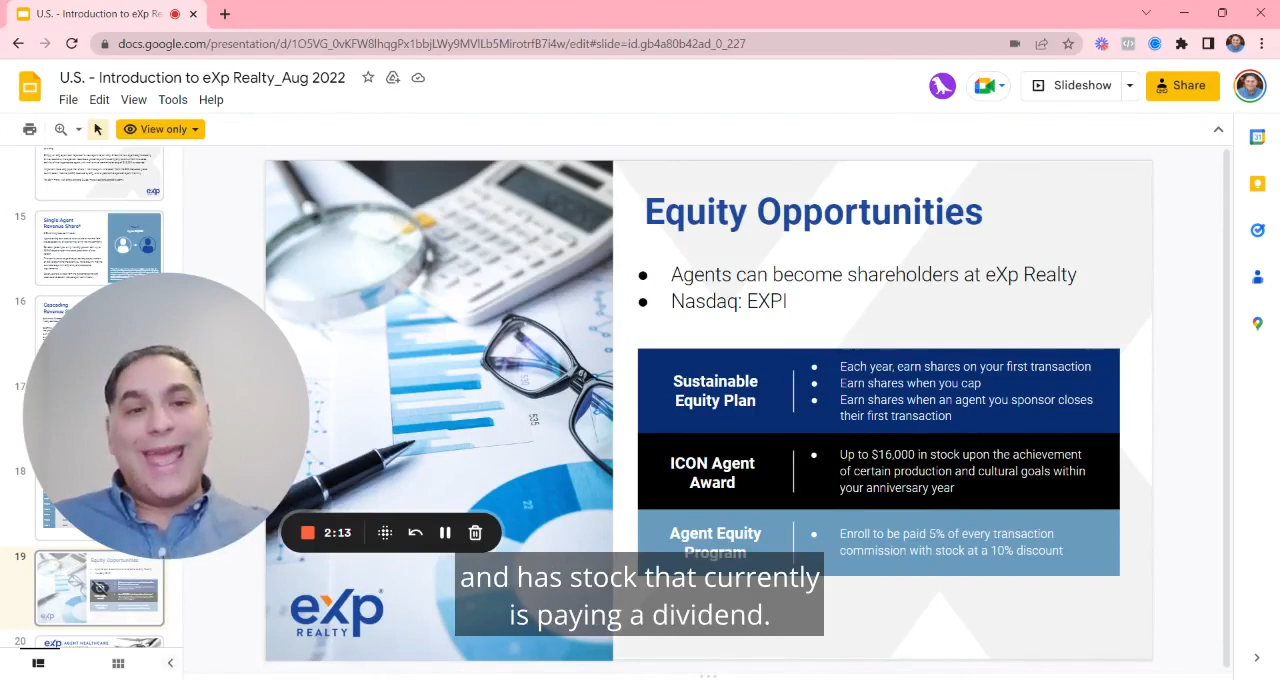 U.S. - Introduction to eXp Re
docs.google.com/presentation/d/1O5VG_0vKFW8lhqgPx1bbjLWy9MVlLb5MirotrfB7i4w/edit#slide=id.gb4a80b42ad_0_227
U.S. - Introduction to eXp Realty_Aug 2022
File Edit View Tools Help
Slideshow
Share
View only
15
Single Agent
Revenue Share
16
Cascading
17
18
19
Equity Opportunities
20
eXp AGENT HEALTHCARE
Equity Opportunities
● Agents can become shareholders at eXp Realty
● Nasdaq: EXPI
Sustainable
Equity Plan
● Each year, earn shares on your first transaction
● Earn shares when you cap
● Earn shares when an agent you sponsor closes
their first transaction
ICON Agent
Award
● Up to $16,000 in stock upon the achievement
of certain production and cultural goals within
your anniversary year
Agent Equity
Program
● Enroll to be paid 5% of every transaction
commission with stock at a 10% discount
2:13
eXp
REALTY
and has stock that currently
is paying a dividend.